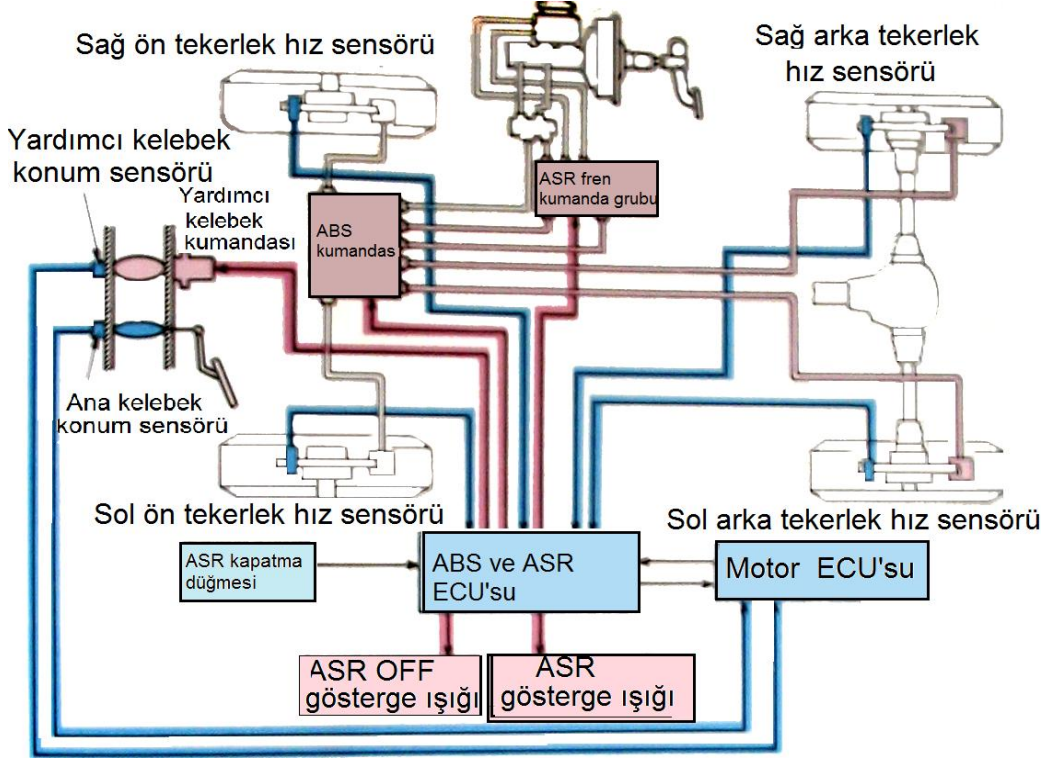 Sağ ön tekerlek hız sensörü
Sağ arka tekerlek
hız sensörü
Yardımcı kelebek
konum sensörü
Yardımcı
kelebek
kumandası
ASR fren
kumanda grubu
ABS
kumandas
Ana kelebek
konum sensörü
Sol ön tekerlek hız sensörü
Sol arka tekerlek hız sensörü
ASR kapatma
düğmesi
ABS ve ASR
ECU'su
Motor ECU'su
ASR OFF
gösterge ışığı
ASR
gösterge ışığı